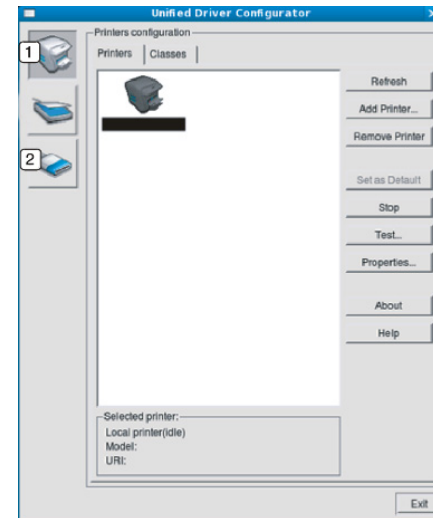 Unified Driver Configurator
1
Printers configuration
Printers
Classes
Refresh
Add Printer...
Remove Printer
2
Set as Default
Stop
Test...
Properties...
About
Help
Selected printer:
Local printer(idle)
Model:
URI:
Exit